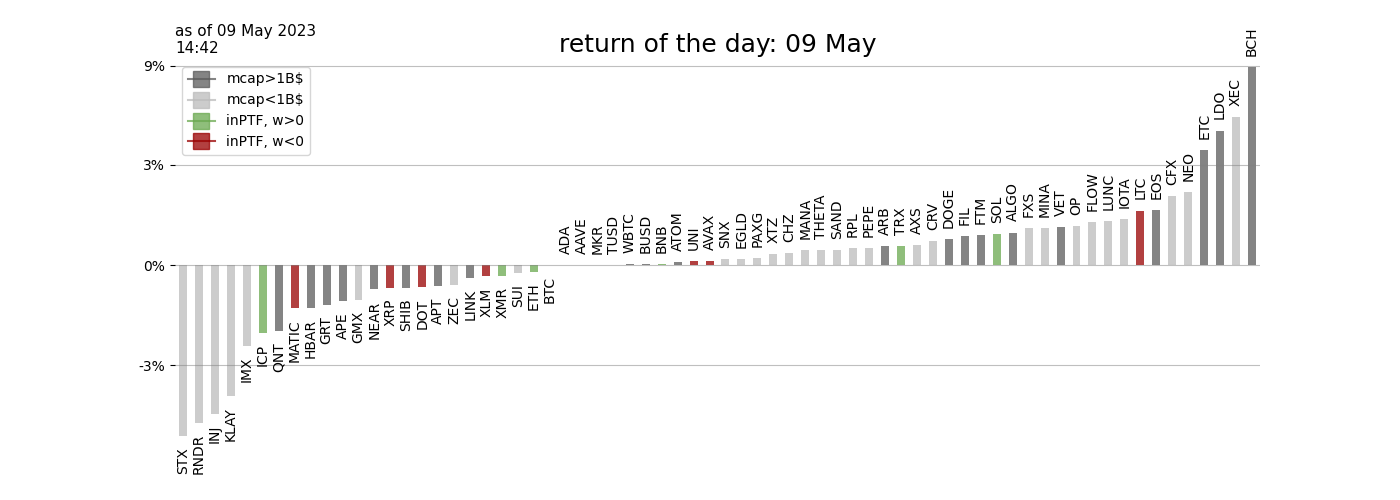 as of 09 May 2023
14:42
return of the day: 09 May
mcap>1B$
mcap<1B$
inPTF, w>0
inPTF, w<0
9%
3%
0%
-3%
STX
RNDR
INJ
KLAY
IMX
ICP
QNT
MATIC
HBAR
GRT
APE
GMX
NEAR
XRP
SHIB
DOT
APT
ZEC
LINK
XLM
XMR
SUI
ETH
BTC
ADA
AAVE
MKR
TUSD
WBTC
BUSD
BNB
ATOM
UNI
AVAX
SNX
EGLD
PAXG
XTZ
CHZ
MANA
THETA
SAND
RPL
PEPE
ARB
TRX
AXS
CRV
DOGE
FIL
FTM
SOL
ALGO
FXS
MINA
VET
OP
FLOW
LUNC
IOTA
LTC
EOS
CFX
NEO
ETC
LDO
XEC
BCH